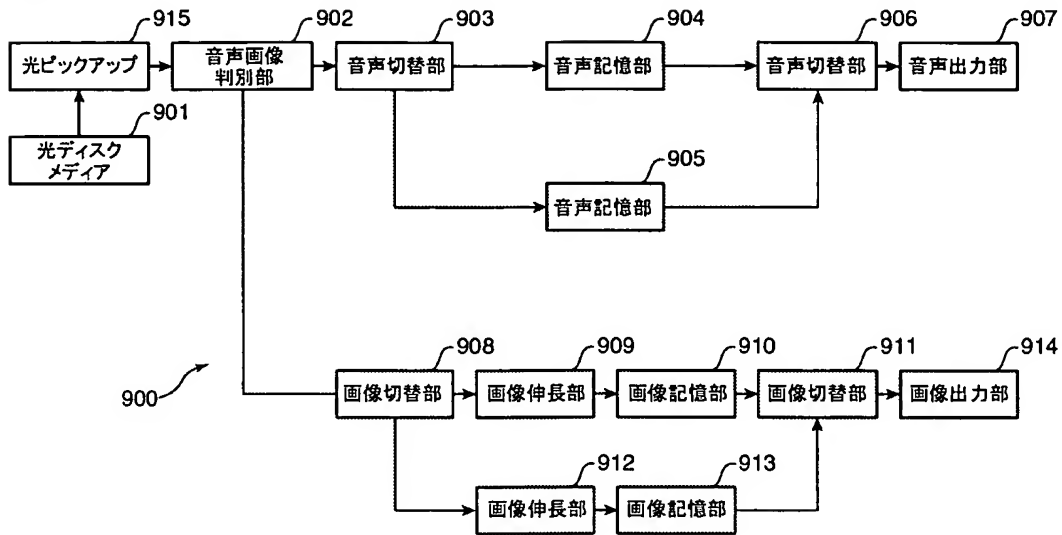 915
902
903
904
906
907
光ピックアップ
音声画像
判別部
音声切替部
音声記憶部
音声切替部
音声出力部
901
光ディスク
メディア
905
音声記憶部
908
909
910
911
914
900
画像切替部
画像伸長部
画像記憶部
画像切替部
画像出力部
912
913
画像伸長部
画像記憶部